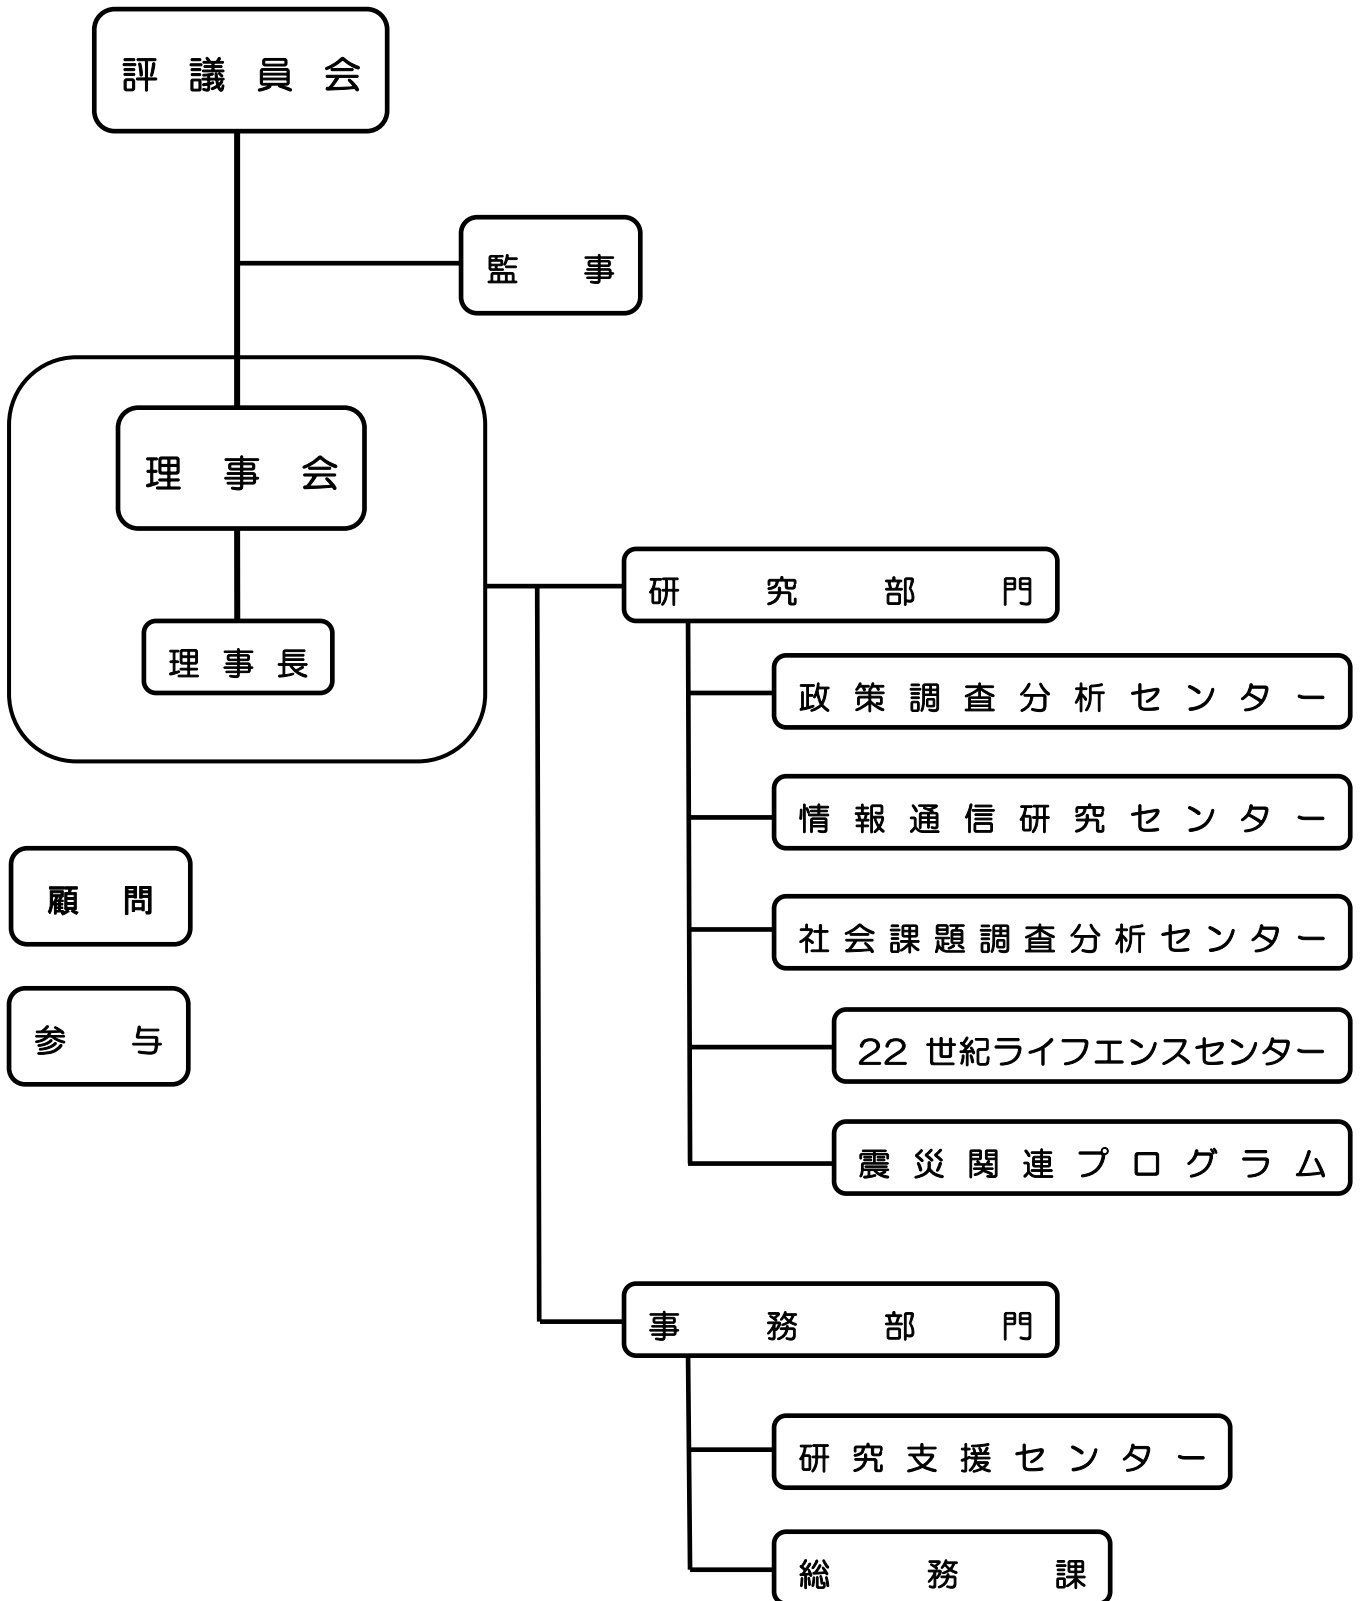 評議員会
監事
理事会
理事長
顧問
参与
研究部門
政策調査分析センター
情報通信研究センター
社会課題調査分析センター
22世紀ライフエンスセンター
震災関連プログラム
事務部門
研究支援センター
総務課